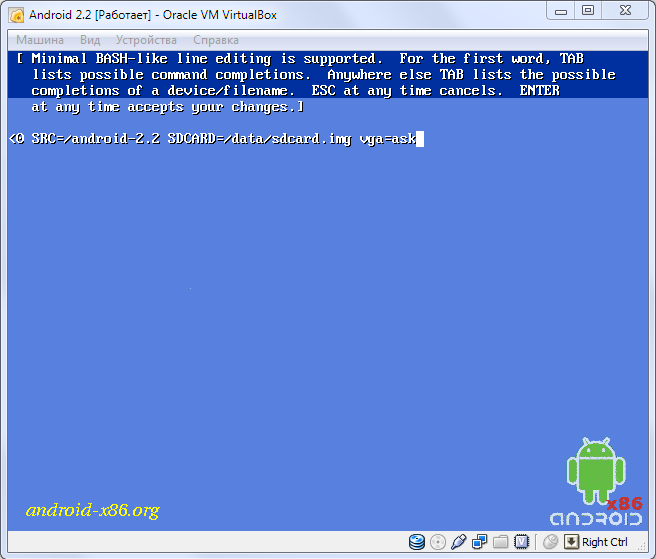 Android 2.2 [Работает] - Oracle VM VirtualBox
Машина Вид Устройства Справка
[ Minimal BASH-like line editing is supported. For the first word, TAB
lists possible command completions. Anywhere else TAB lists the possible
completions of a device/filename. ESC at any time cancels. ENTER
at any time accepts your changes.]
<0 SRC=/android-2.2 SDCARD=/data/sdcard.img vga=ask
android-x86.org
x86
ANDROID
Right Ctrl